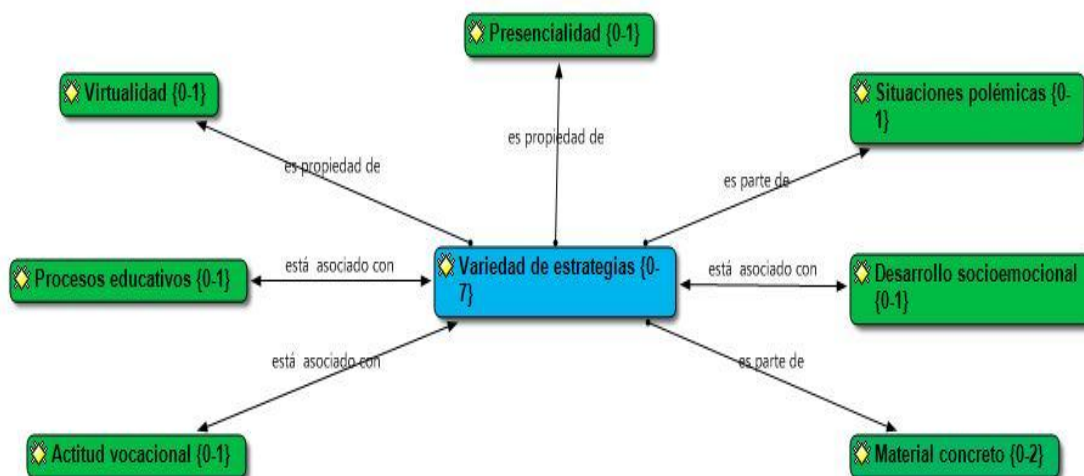 Presencialidad {0-1}
Virtualidad {0-1}
Situaciones polémicas {0-
1}
es propiedad de
es propiedad de
es parte de
Procesos educativos {0-1}
está asociado con
Variedad de estrategias {0-
7}
está asociado con
Desarrollo socioemocional
{0-1}
está asociado con
es parte de
Actitud vocacional {0-1}
Material concreto {0-2}